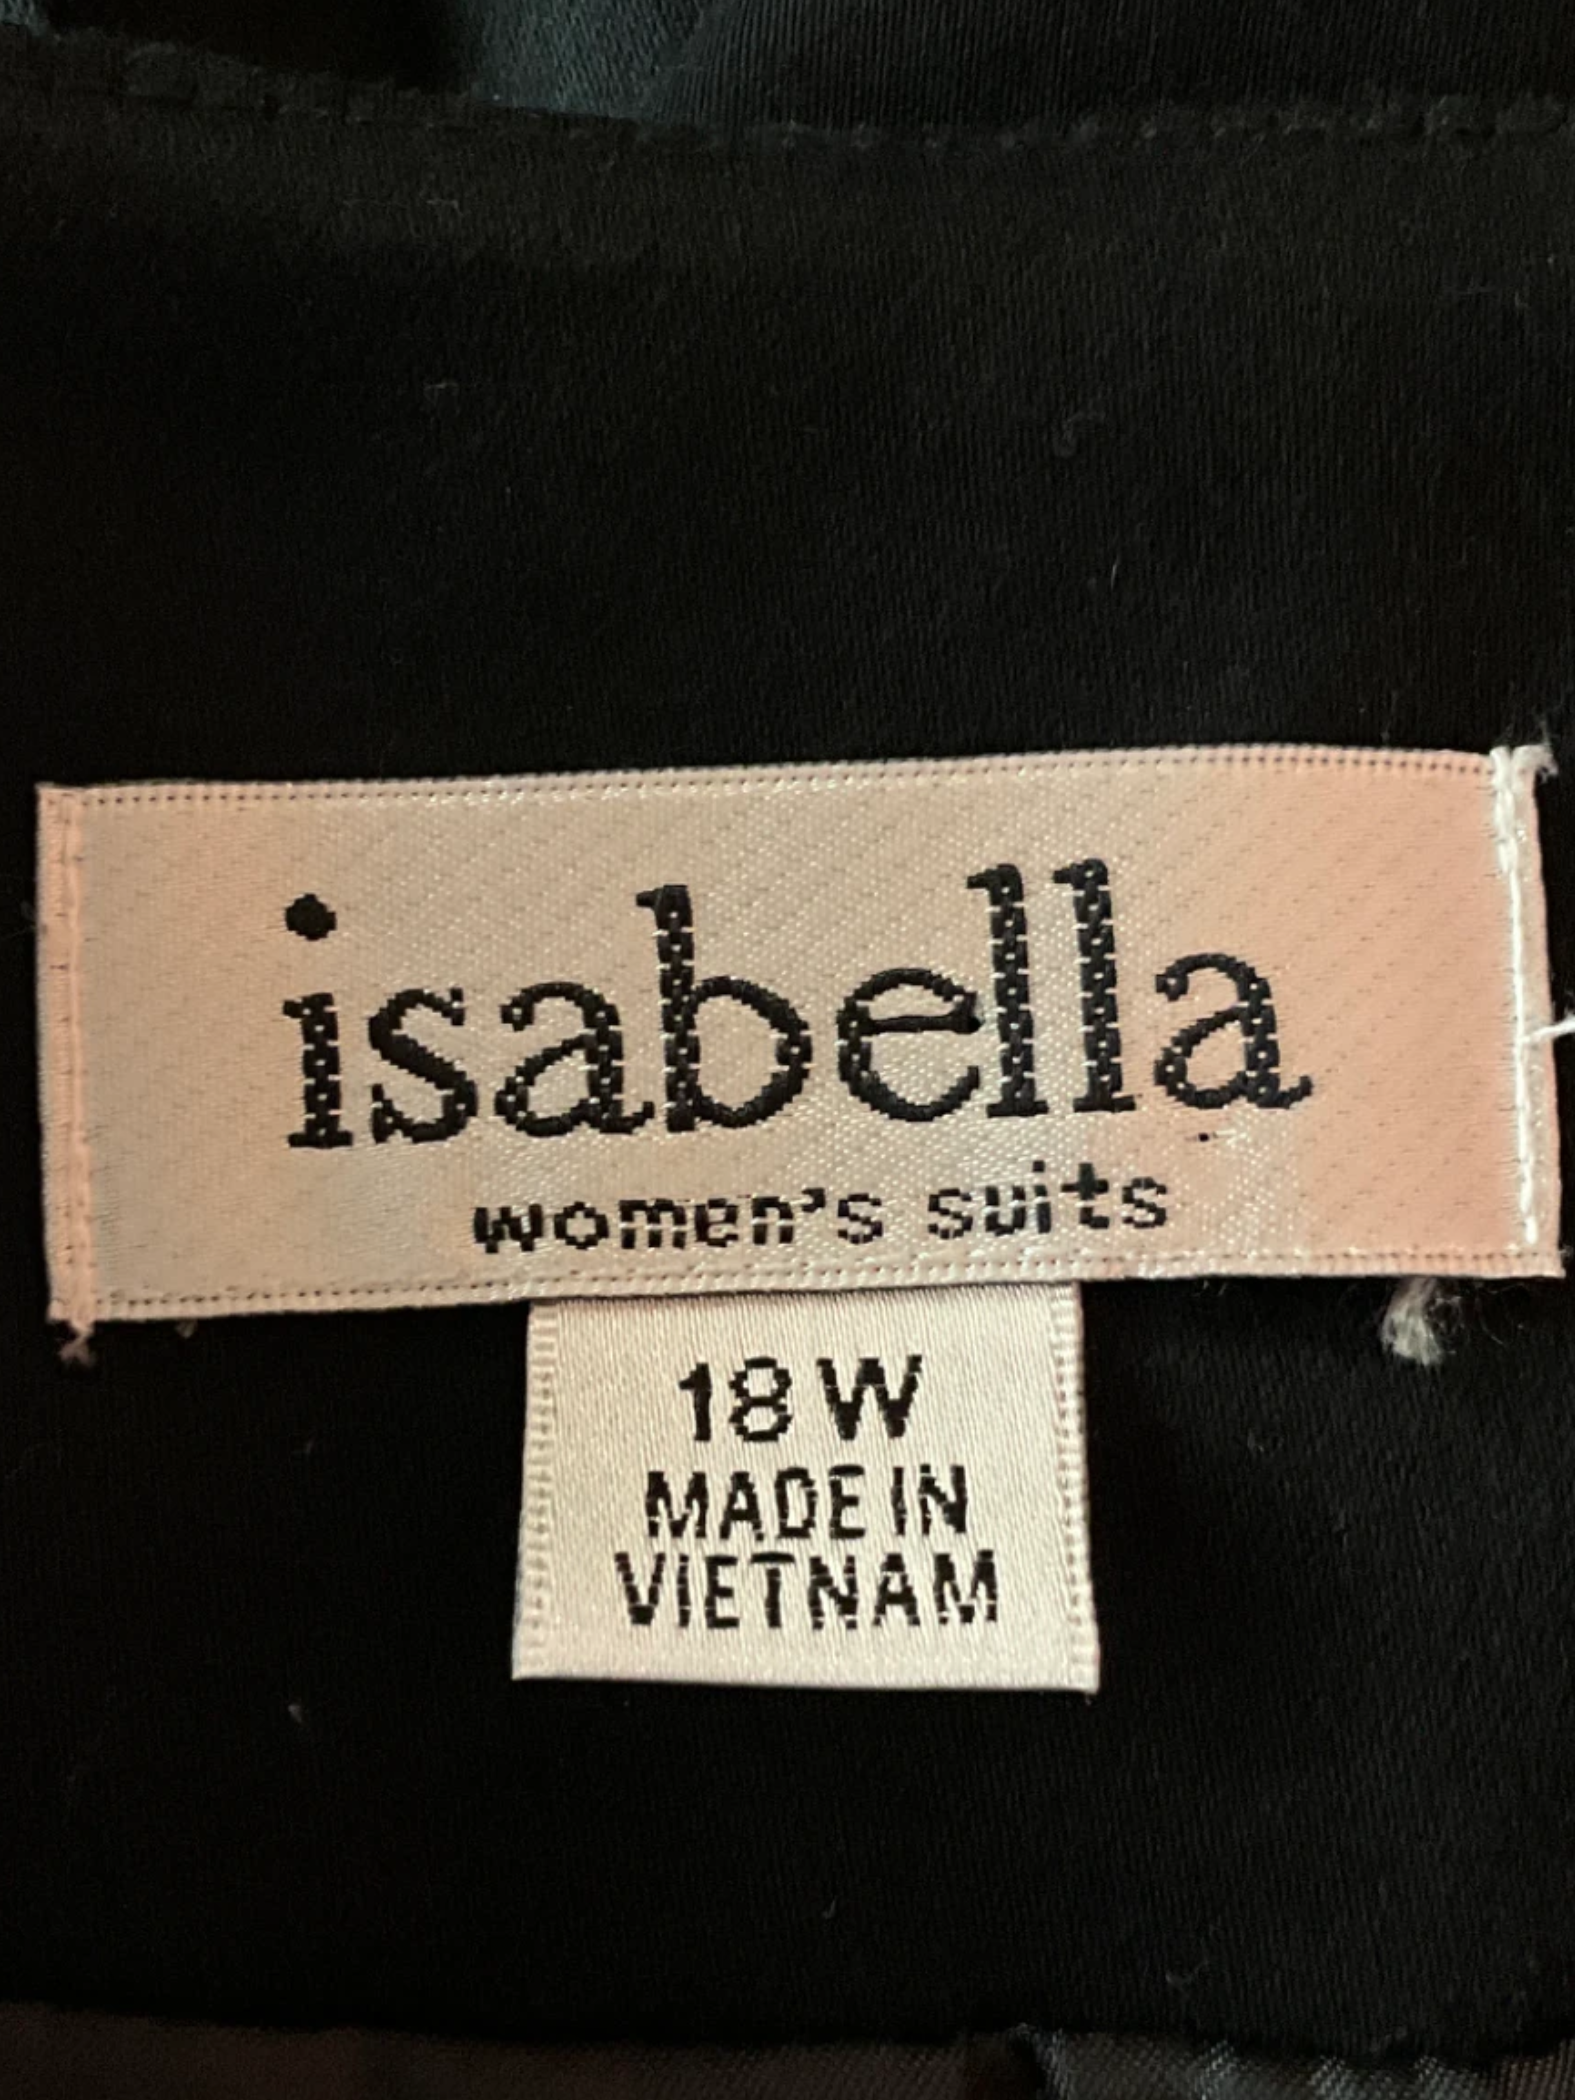 isabella
women's suits
18 W
MADE IN
VIETNAM